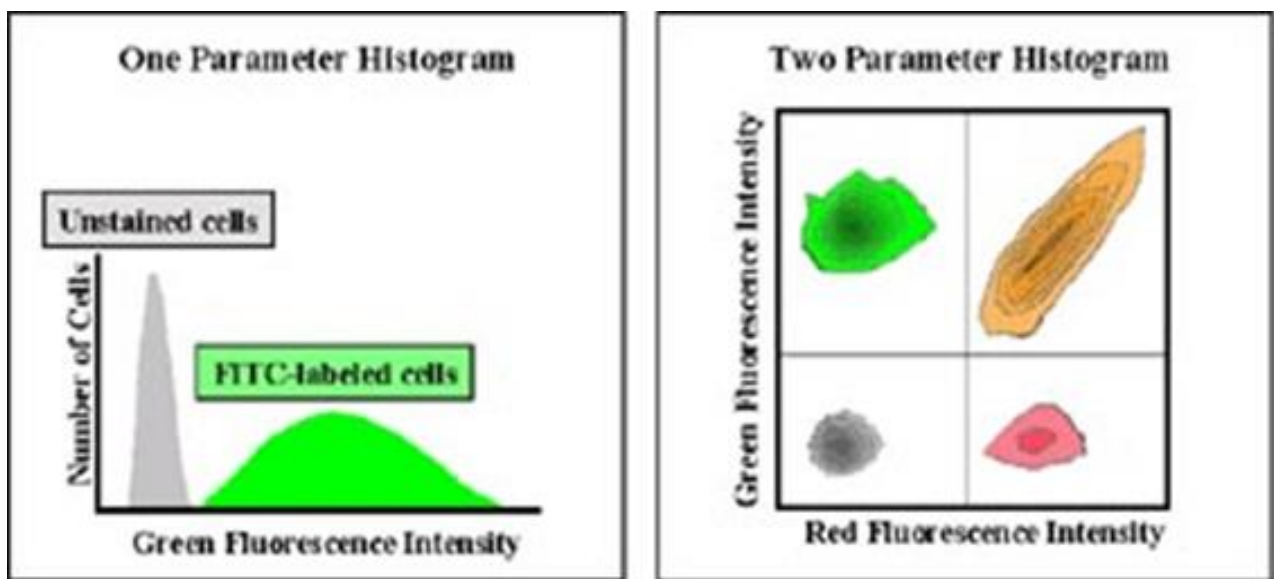 One Parameter Histogram
Unstained cells
Number of Cells
FITC-labeled cells
Green Fluorescence Intensity
Two Parameter Histogram
Green Fluorescence Intensity
Red Fluorescence Intensity